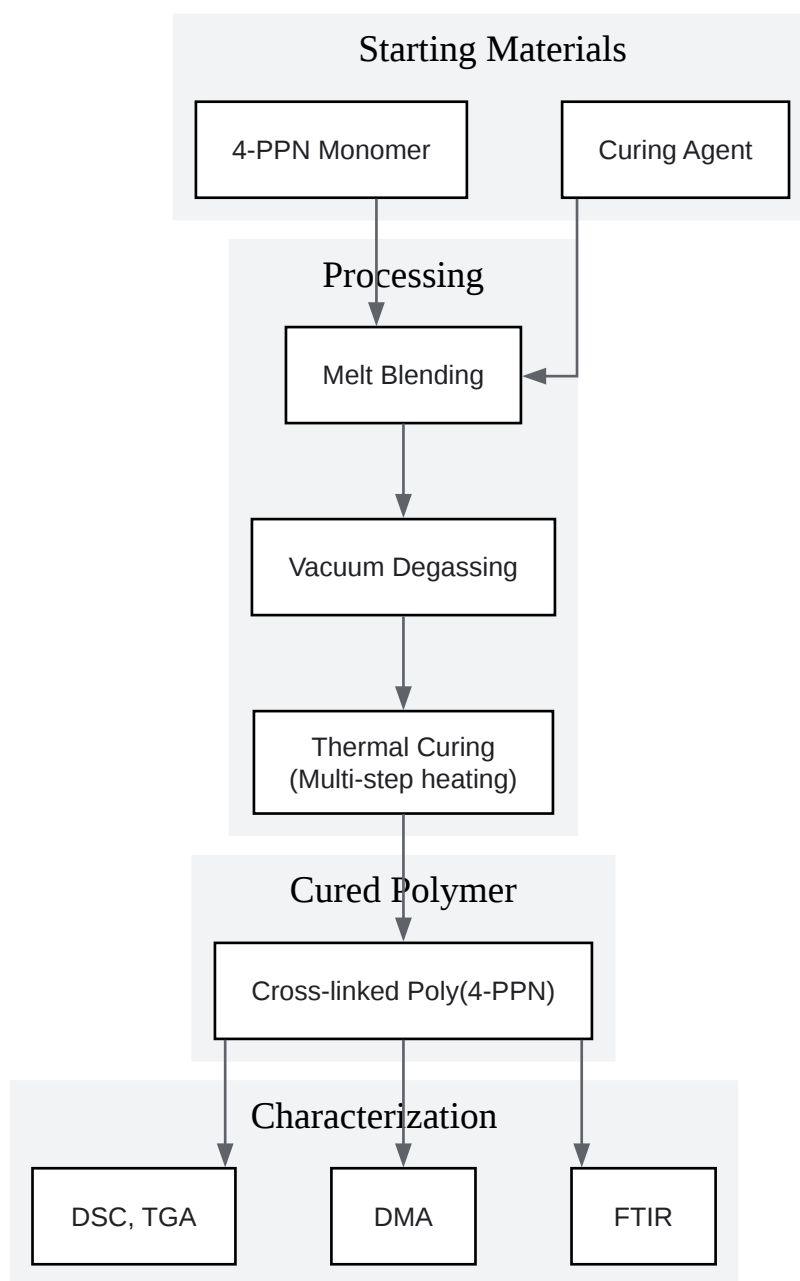 Starting Materials
4-PPN Monomer
Curing Agent
Processing
Melt Blending
Vacuum Degassing
Thermal Curing
(Multi-step heating)
Cured Polymer
Cross-linked Poly(4-PPN)
Characterization
DSC, TGA
DMA
FTIR